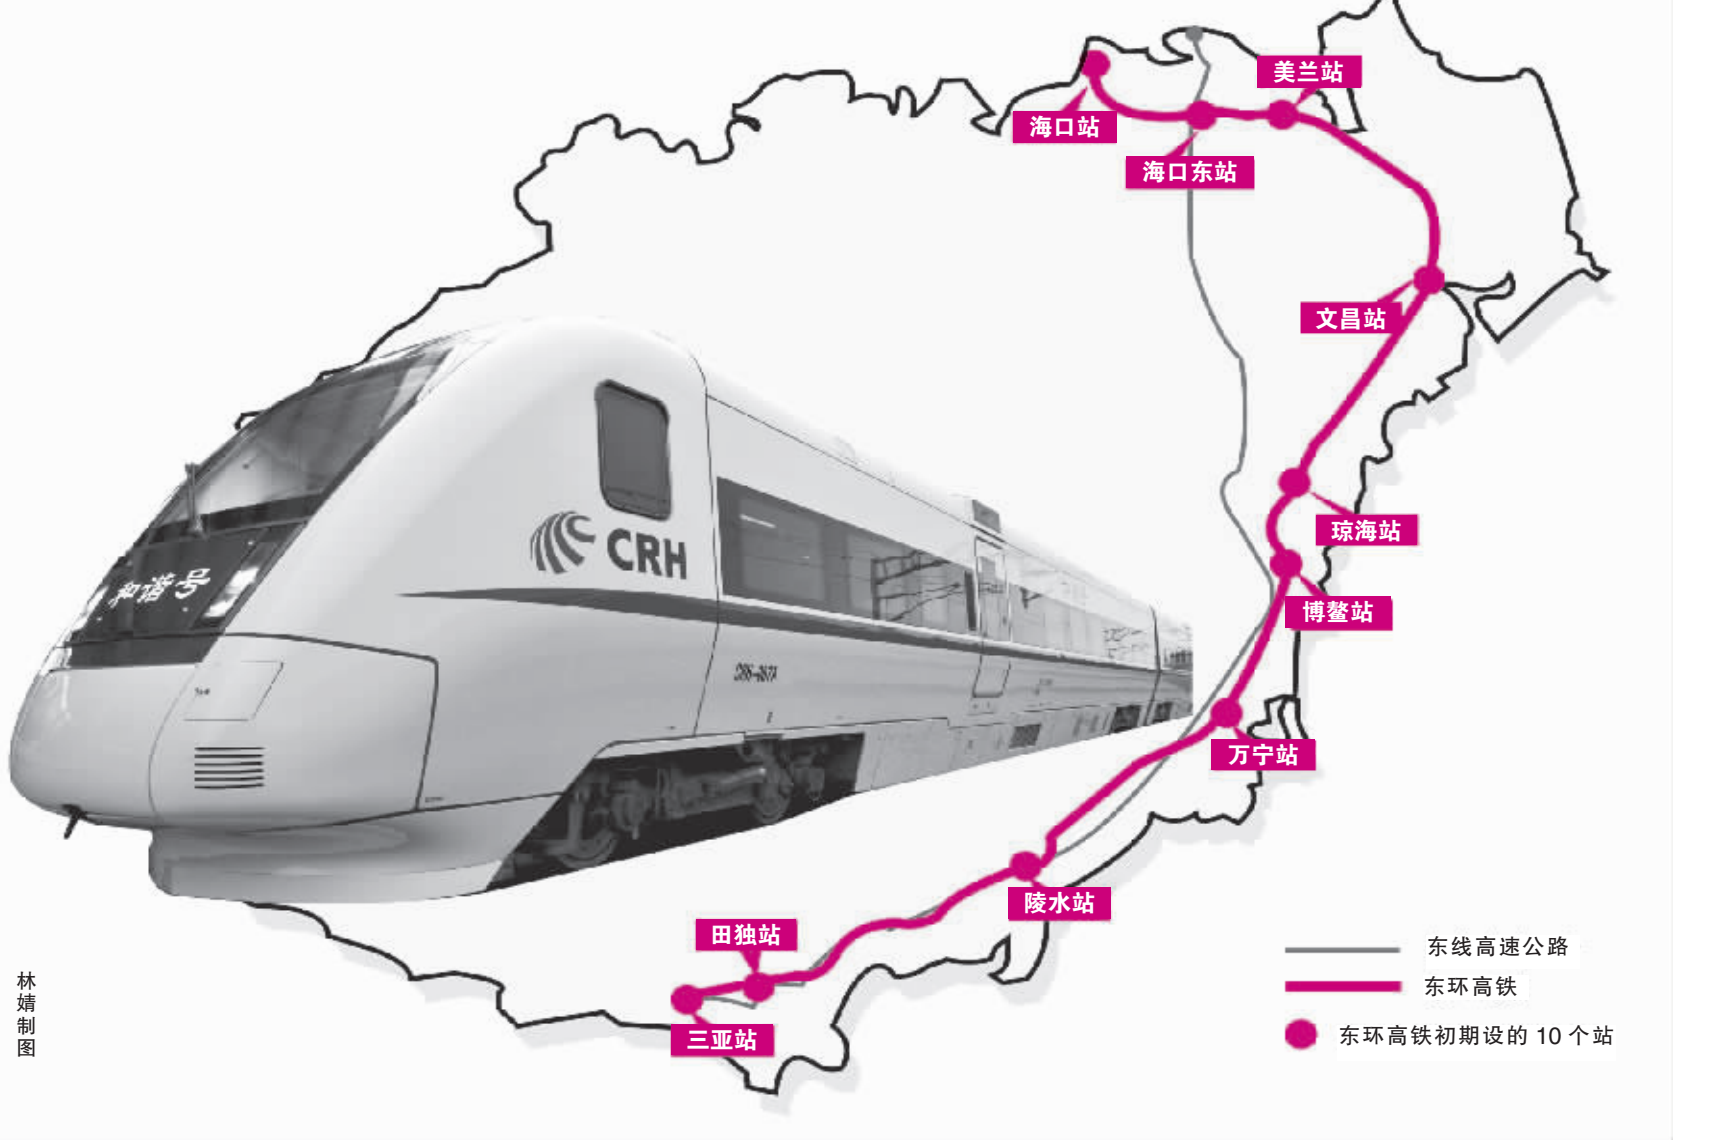 美兰站
海口站
海口东站
文昌站
琼海站
博鳌站
万宁站
陵水站
田独站
三亚站
和谐号
CRH
东线高速公路
东环高铁
东环高铁初期设的 10 个站
林婧制图